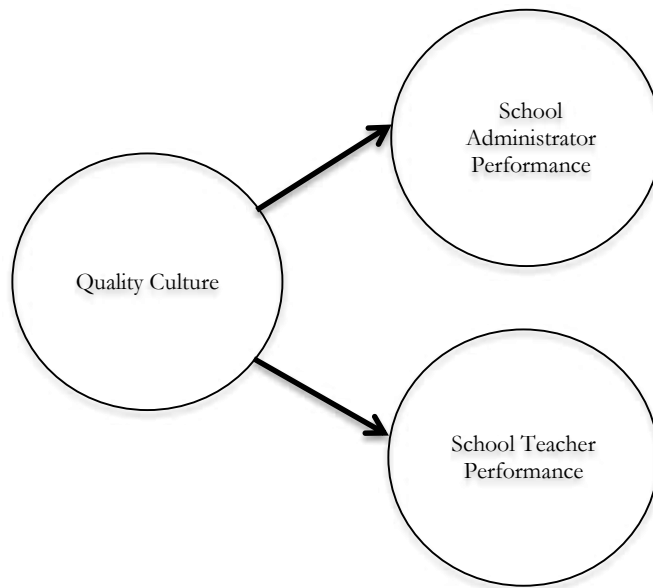 School
Administrator
Performance
Quality Culture
School Teacher
Performance